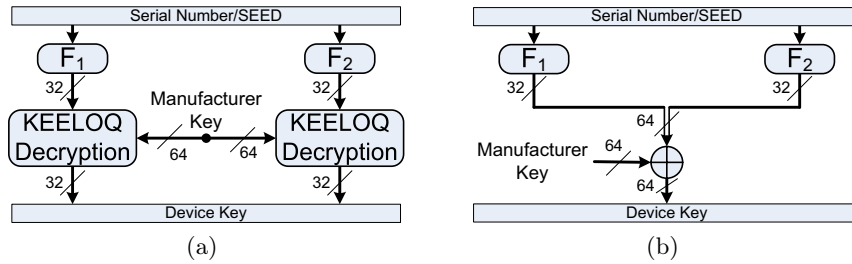 Serial Number/SEED
F1
F2
32
32
Manufacturer
Key
KEELOQ
Decryption
KEELOQ
Decryption
64
64
32
32
Device Key
(a)
Serial Number/SEED
F1
F2
32
32
64
Manufacturer
Key
64
64
Device Key
(b)